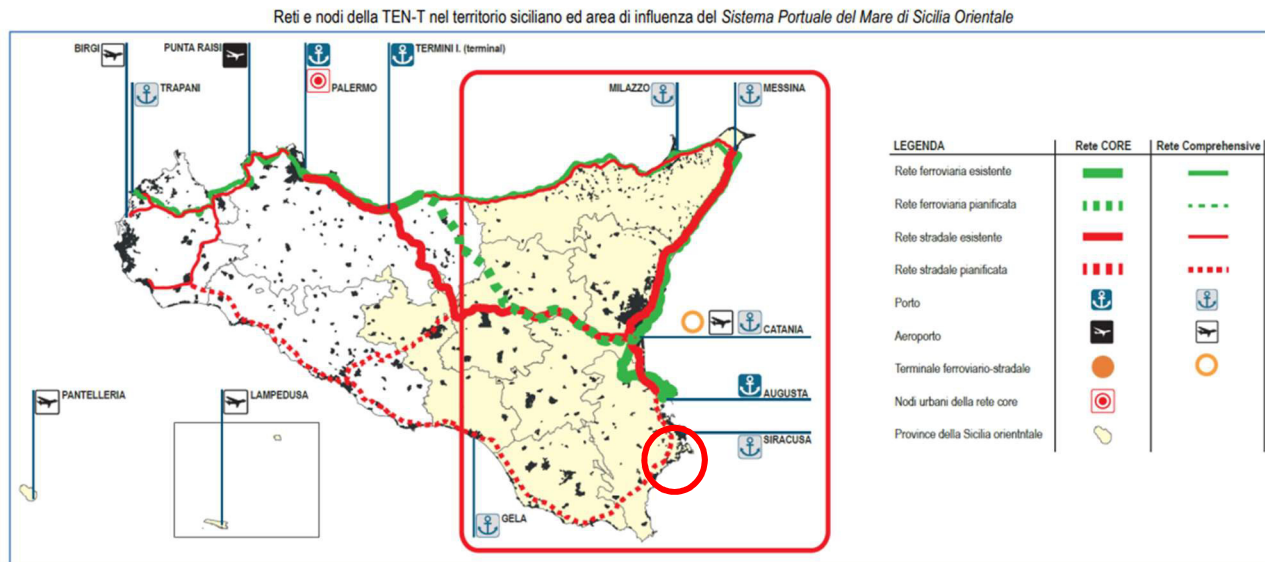 Reti e nodi della TEN-T nel territorio siciliano ed area di influenza del Sistema Portuale del Mare di Sicilia Orientale
BIRGI
PUNTA RAISI
TERMINI I. (terminal)
TRAPANI
PALERMO
MILAZZO
MESSINA
CATANIA
AUGUSTA
SIRACUSA
PANTELLERIA
LAMPEDUSA
GELA
LEGENDA Rete CORE Rete Comprehensive
Rete ferroviaria esistente
Rete ferroviaria pianificata
Rete stradale esistente
Rete stradale pianificata
Porto
Aeroporto
Terminale ferroviario-stradale
Nodi urbani della rete core
Province della Sicilia orientntale